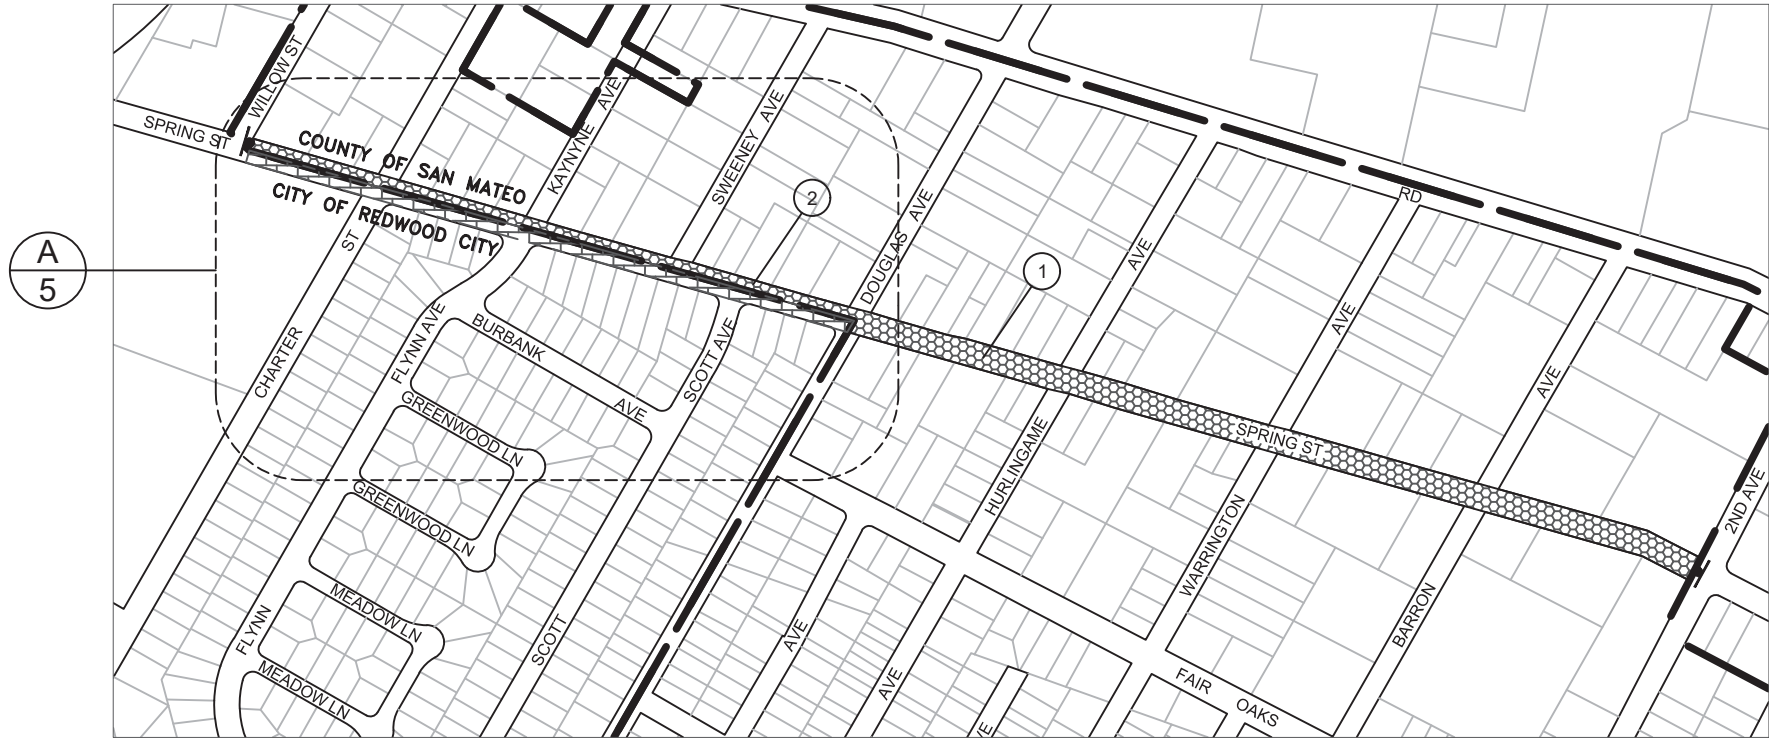 WILLOW ST
SPRING ST
COUNTY OF SAN MATEO
CITY OF REDWOOD CITY
KAYNYNE AVE
SWEENEY AVE
2
DOUGLAS AVE
1
AVE
RD
A
5
ST
CHARTER
FLYNN AVE
BURBANK
AVE
SCOTT AVE
GREENWOOD LN
GREENWOOD LN
MEADOW LN
MEADOW LN
FLYNN
SCOTT
AVE
AVE
HURLINGAME
SPRING ST
AVE
AVE
2ND AVE
WARRINGTON
BARRON
FAIR
OAKS
VE